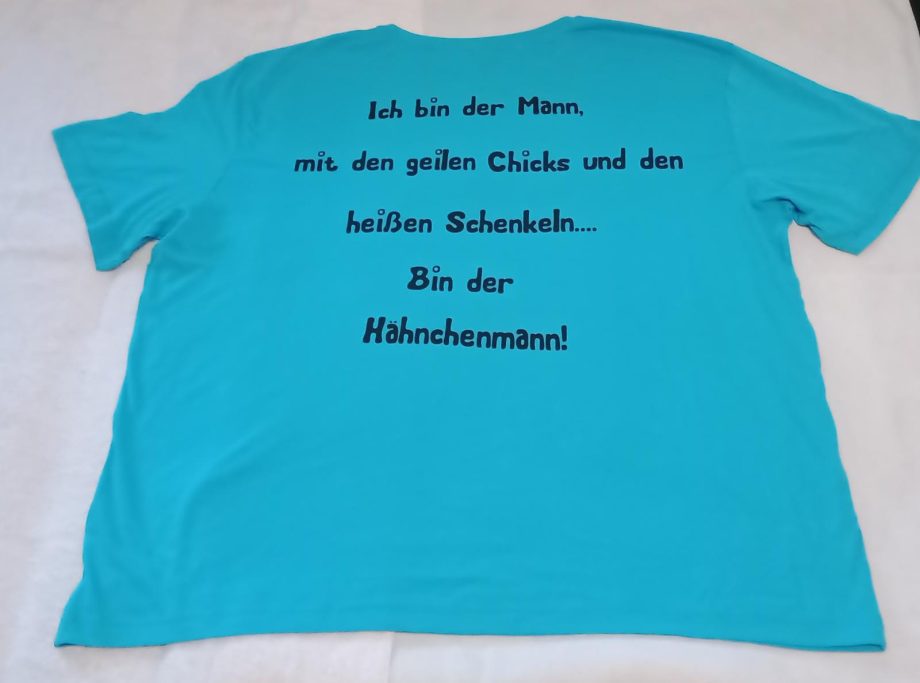 Ich bin der Mann,
mit den geilen Chicks und den
heißen Schenkeln....
Bin der
Hähnchenmann!